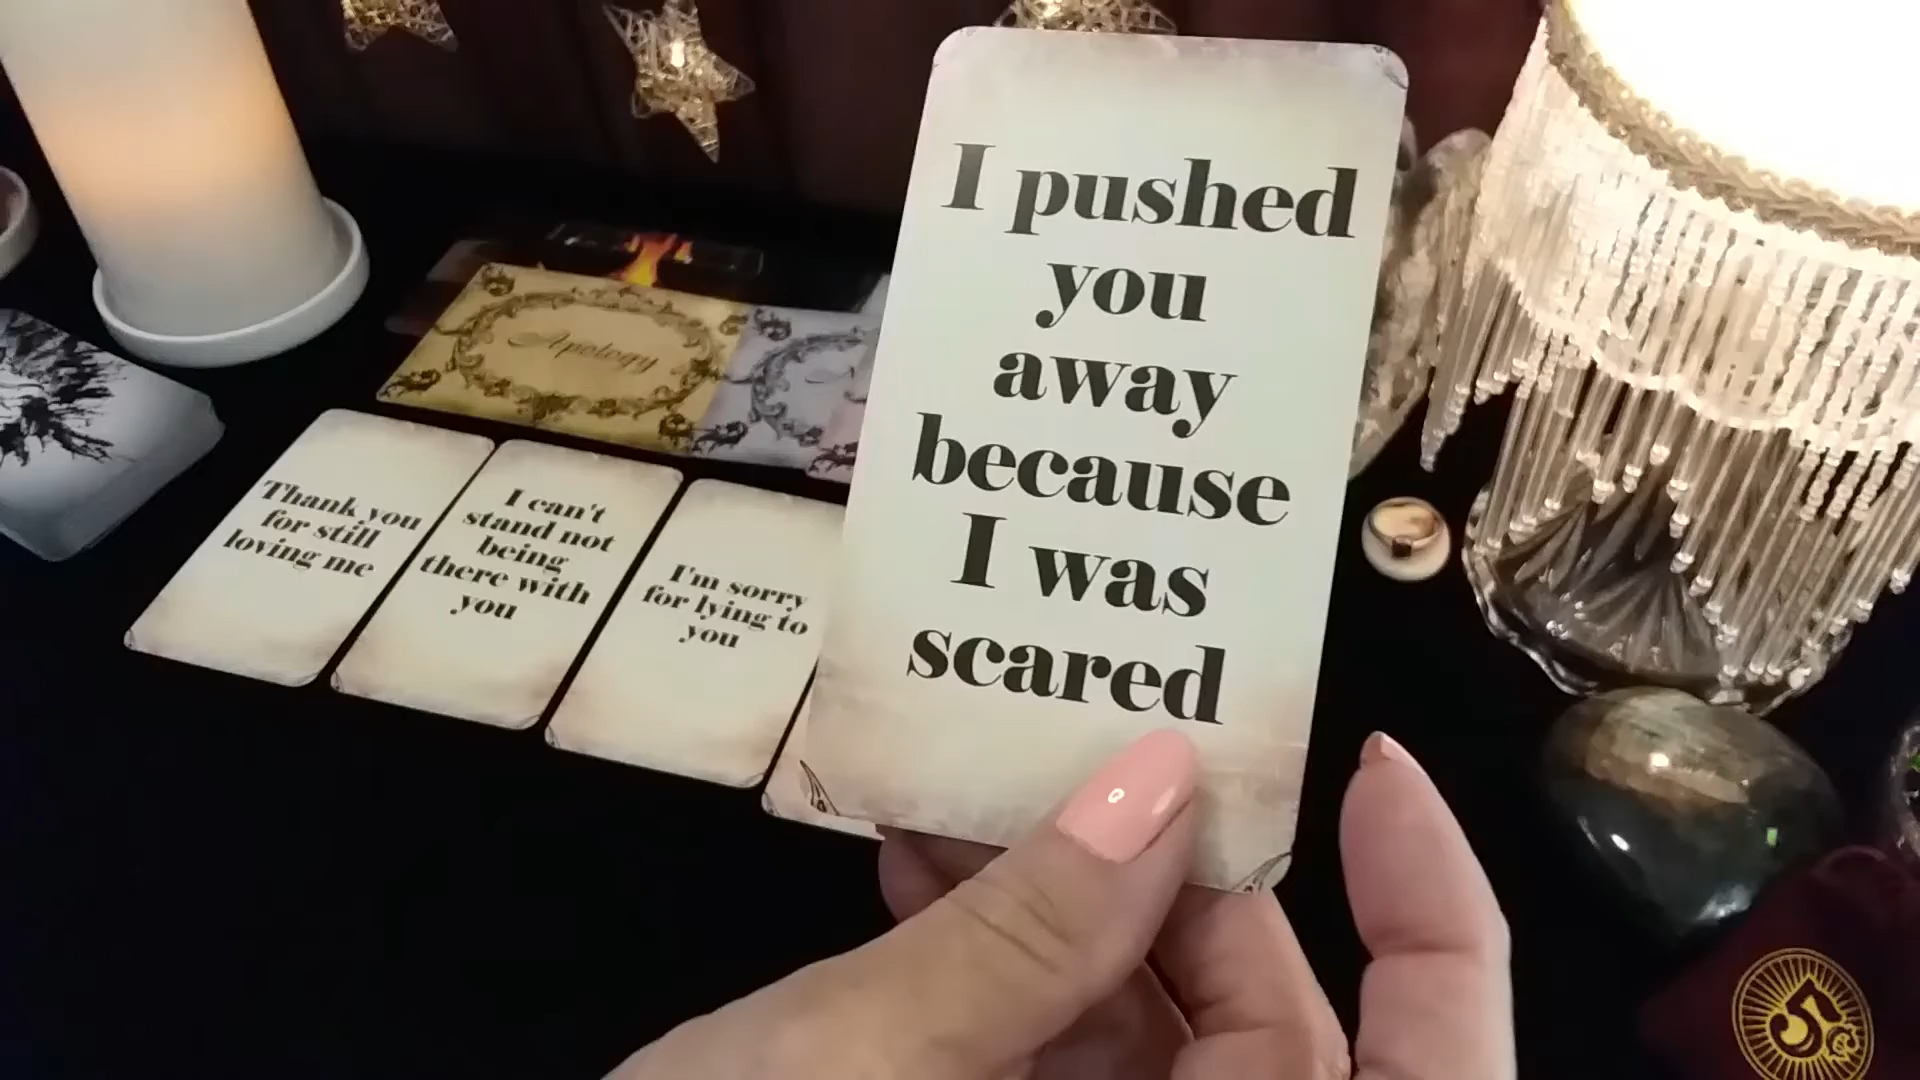 Apology
Thank you
for still
loving me
I can't
stand not
being
there with
you
I'm sorry
for lying to
you
I pushed
you
away
because
I was
scared